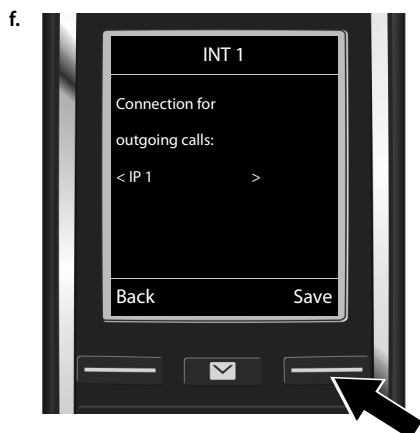 f.
INT 1
Connection for
outgoing calls:
< IP 1 >
Back Save